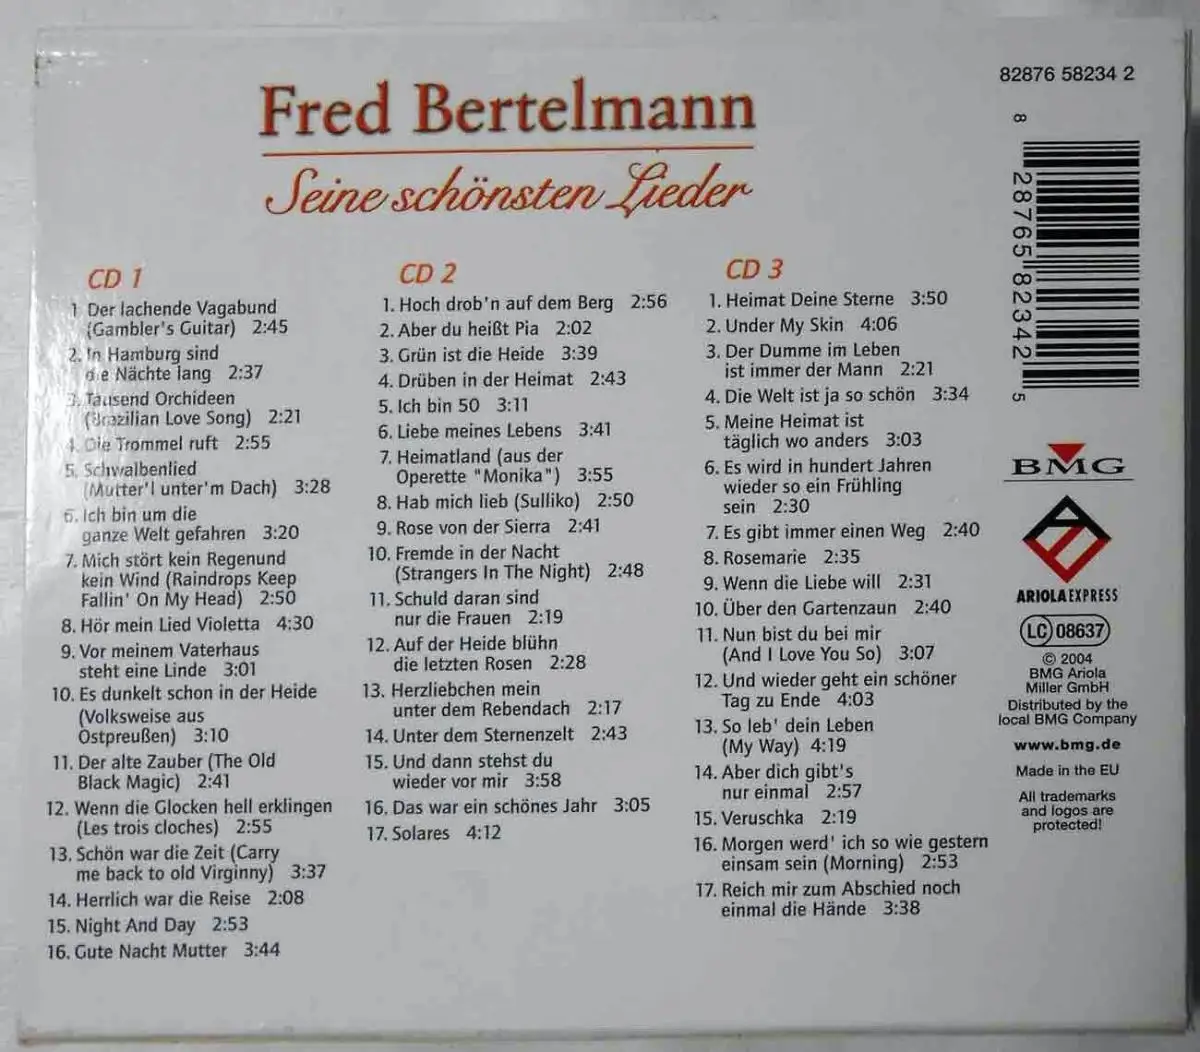 82876 58234 2
Fred Bertelmann
Seine schönsten Lieder
CD 1
1 Der lachende Vagabund
(Gambler's Guitar) 2:45
2. In Hamburg sind
die Nächte lang 2:37
3. Tausend Orchideen
(Brazilian Love Song) 2:21
4. Die Trommel ruft 2:55
5. Schwalbenlied
(Mutter'l unter'm Dach) 3:28
6. Ich bin um die
ganze Welt gefahren 3:20
7. Mich stört kein Regenund
kein Wind (Raindrops Keep
Fallin' On My Head) 2:50
8. Hör mein Lied Violetta 4:30
9. Vor meinem Vaterhaus
steht eine Linde 3:01
10. Es dunkelt schon in der Heide
(Volksweise aus
Ostpreußen) 3:10
11. Der alte Zauber (The Old
Black Magic) 2:41
12. Wenn die Glocken hell erklingen
(Les trois cloches) 2:55
13. Schön war die Zeit (Carry
me back to old Virginny) 3:37
14. Herrlich war die Reise 2:08
15. Night And Day 2:53
16. Gute Nacht Mutter 3:44
CD 2
1. Hoch drob'n auf dem Berg 2:56
2. Aber du heißt Pia 2:02
3. Grün ist die Heide 3:39
4. Drüben in der Heimat 2:43
5. Ich bin 50 3:11
6. Liebe meines Lebens 3:41
7. Heimatland (aus der
Operette "Monika") 3:55
8. Hab mich lieb (Sulliko) 2:50
9. Rose von der Sierra 2:41
10. Fremde in der Nacht
(Strangers In The Night) 2:48
11. Schuld daran sind
nur die Frauen 2:19
12. Auf der Heide blühn
die letzten Rosen 2:28
13. Herzliebchen mein
unter dem Rebendach 2:17
14. Unter dem Sternenzelt 2:43
15. Und dann stehst du
wieder vor mir 3:58
16. Das war ein schönes Jahr 3:05
17. Solares 4:12
CD 3
1. Heimat Deine Sterne 3:50
2. Under My Skin 4:06
3. Der Dumme im Leben
ist immer der Mann 2:21
4. Die Welt ist ja so schön 3:34
5. Meine Heimat ist
täglich wo anders 3:03
6. Es wird in hundert Jahren
wieder so ein Frühling
sein 2:30
7. Es gibt immer einen Weg 2:40
8. Rosemarie 2:35
9. Wenn die Liebe will 2:31
10. Über den Gartenzaun 2:40
11. Nun bist du bei mir
(And I Love You So) 3:07
12. Und wieder geht ein schöner
Tag zu Ende 4:03
13. So leb' dein Leben
(My Way) 4:19
14. Aber dich gibt's
nur einmal 2:57
15. Veruschka 2:19
16. Morgen werd' ich so wie gestern
einsam sein (Morning) 2:53
17. Reich mir zum Abschied noch
einmal die Hände 3:38
8 28765 82342 5
BMG
ARIOLA EXPRESS
LC 08637
© 2004
BMG Ariola
Miller GmbH
Distributed by the
local BMG Company
www.bmg.de
Made in the EU
All trademarks
and logos are
protected!